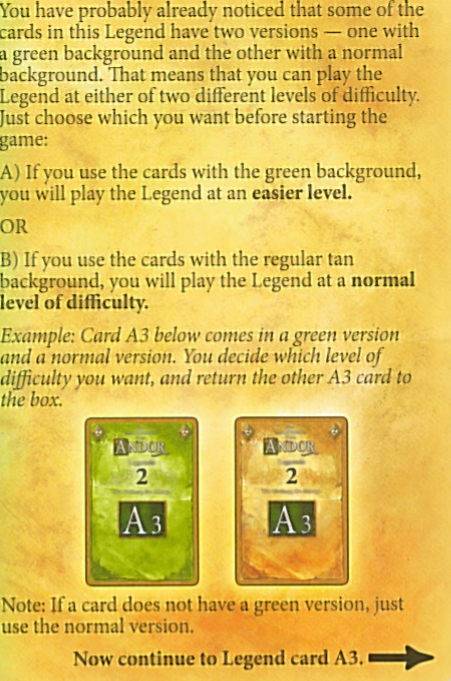 You have probably already noticed that some of the
cards in this Legend have two versions — one with
a green background and the other with a normal
background. That means that you can play the
Legend at either of two different levels of difficulty.
Just choose which you want before starting the
game:
A) If you use the cards with the green background,
you will play the Legend at an easier level.
OR
B) If you use the cards with the regular tan
background, you will play the Legend at a normal
level of difficulty.
Example: Card A3 below comes in a green version
and a normal version. You decide which level of
difficulty you want, and return the other A3 card to
the box.
ANDOR
2
A3
ANDOR
2
A3
Note: If a card does not have a green version, just
use the normal version.
Now continue to Legend card A3.